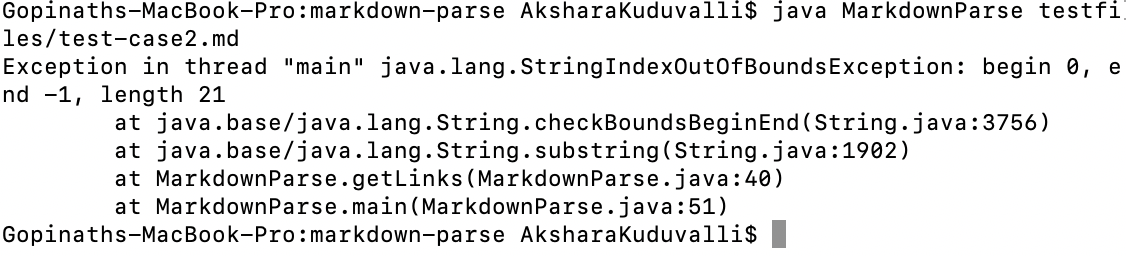 Gopinaths-MacBook-Pro:markdown-parse AksharaKuduvalli$ java MarkdownParse testfi
les/test-case2.md
Exception in thread "main" java.lang.StringIndexOutOfBoundsException: begin 0, e
nd -1, length 21
        at java.base/java.lang.String.checkBoundsBeginEnd(String.java:3756)
        at java.base/java.lang.String.substring(String.java:1902)
        at MarkdownParse.getLinks(MarkdownParse.java:40)
        at MarkdownParse.main(MarkdownParse.java:51)
Gopinaths-MacBook-Pro:markdown-parse AksharaKuduvalli$